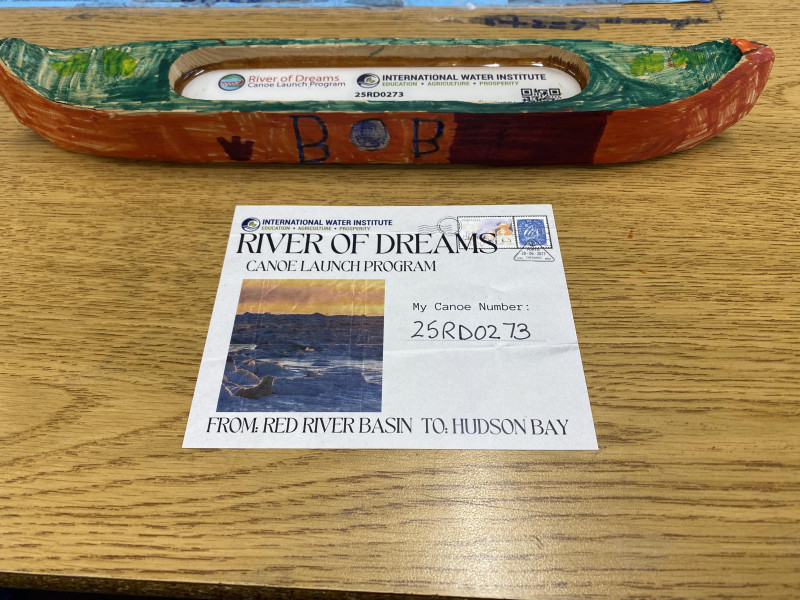 River of Dreams
Canoe Launch Program
INTERNATIONAL WATER INSTITUTE
EDUCATION • AGRICULTURE • PROSPERITY
25RD0273
BOB
INTERNATIONAL WATER INSTITUTE
EDUCATION • AGRICULTURE • PROSPERITY
RIVER OF DREAMS
CANOE LAUNCH PROGRAM
My Canoe Number:
25RD0273
FROM: RED RIVER BASIN TO: HUDSON BAY